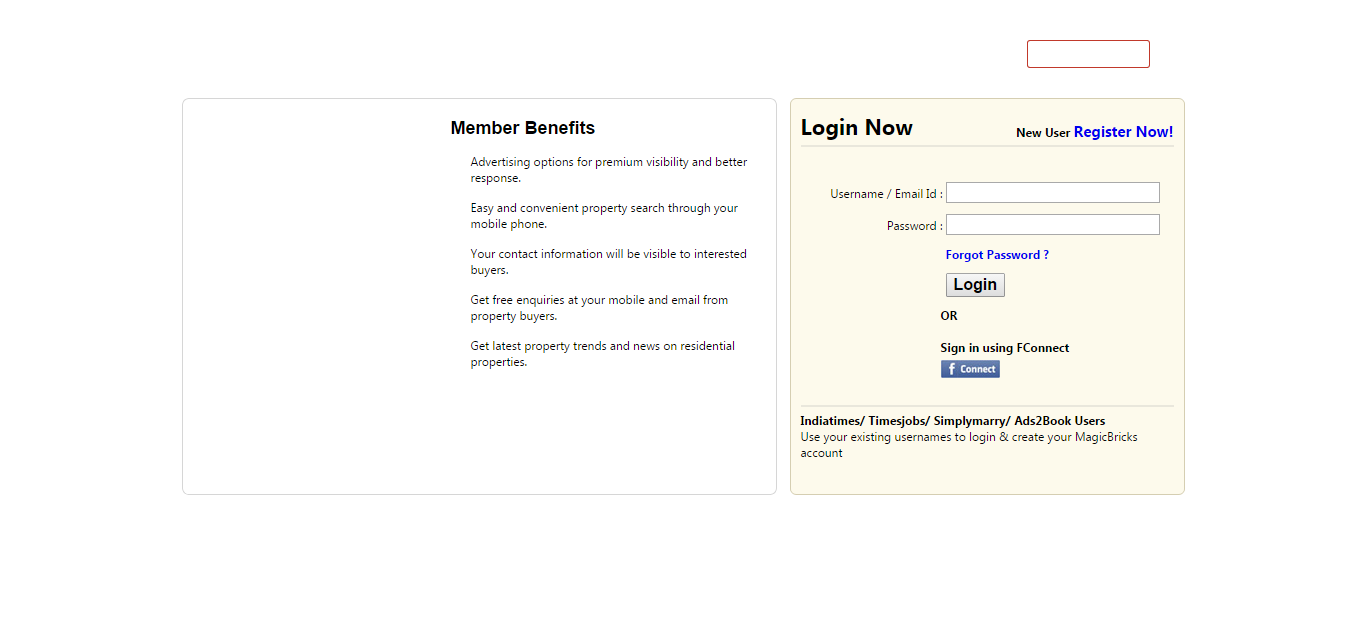 Member Benefits
Advertising options for premium visibility and better
response.
Easy and convenient property search through your
mobile phone.
Your contact information will be visible to interested
buyers.
Get free enquiries at your mobile and email from
property buyers.
Get latest property trends and news on residential
properties.
Login Now
New User Register Now!
Username / Email Id :
Password :
Forgot Password ?
Login
OR
Sign in using FConnect
f Connect
Indiatimes/ Timesjobs/ Simplymarry/ Ads2Book Users
Use your existing usernames to login & create your MagicBricks
account